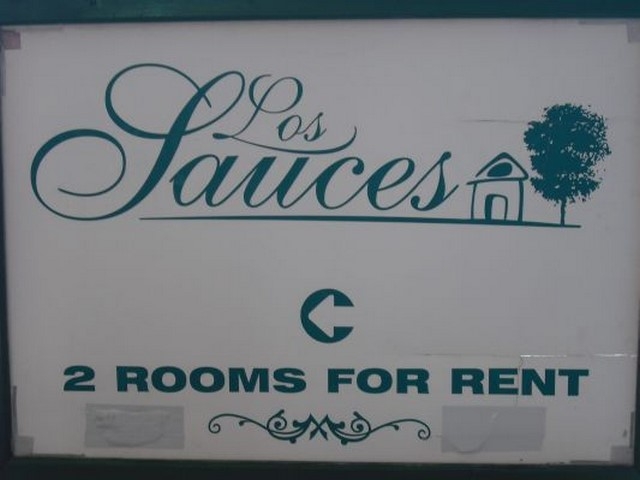 Los
Sauces
2 ROOMS FOR RENT